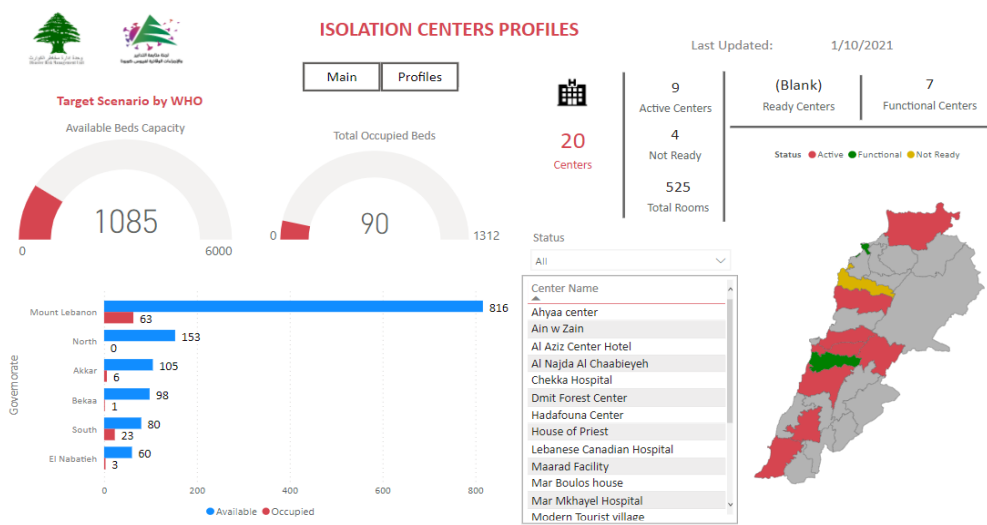 ISOLATION CENTERS PROFILES
Last Updated: 1/10/2021
Main
Profiles
Target Scenario by WHO
Available Beds Capacity
1085
0
6000
Total Occupied Beds
90
0
1312
20
Centers
9
Active Centers
4
Not Ready
525
Total Rooms
(Blank)
Ready Centers
7
Functional Centers
Status Active Functional Not Ready
Status
All
Center Name
Ahyaa center
Ain w Zain
Al Aziz Center Hotel
Al Najda Al Chaabieyeh
Chekka Hospital
Dmit Forest Center
Hadafouna Center
House of Priest
Lebanese Canadian Hospital
Maarad Facility
Mar Boulos house
Mar Mkhayel Hospital
Modern Tourist village
Governorate
Mount Lebanon
816
63
North
153
0
Akkar
105
6
Bekaa
98
1
South
80
23
El Nabatieh
60
3
0
200
400
600
800
Available Occupied